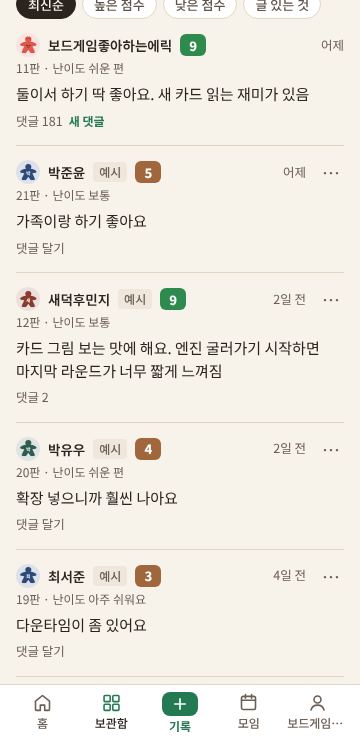 최신순 높은 점수 낮은 점수 글 있는 것
보드게임좋아하는에릭 9 어제
11판 · 난이도 쉬운 편
둘이서 하기 딱 좋아요. 새 카드 읽는 재미가 있음
댓글 181 새 댓글
박준윤 예시 5 어제 ···
21판 · 난이도 보통
가족이랑 하기 좋아요
댓글 달기
새덕후민지 예시 9 2일 전 ···
12판 · 난이도 보통
카드 그림 보는 맛에 해요. 엔진 굴러가기 시작하면
마지막 라운드가 너무 짧게 느껴짐
댓글 2
박유우 예시 4 2일 전 ···
20판 · 난이도 쉬운 편
확장 넣으니까 훨씬 나아요
댓글 달기
최서준 예시 3 4일 전 ···
19판 · 난이도 아주 쉬워요
다운타임이 좀 있어요
댓글 달기
홈 보관함 기록 모임 보드게임…